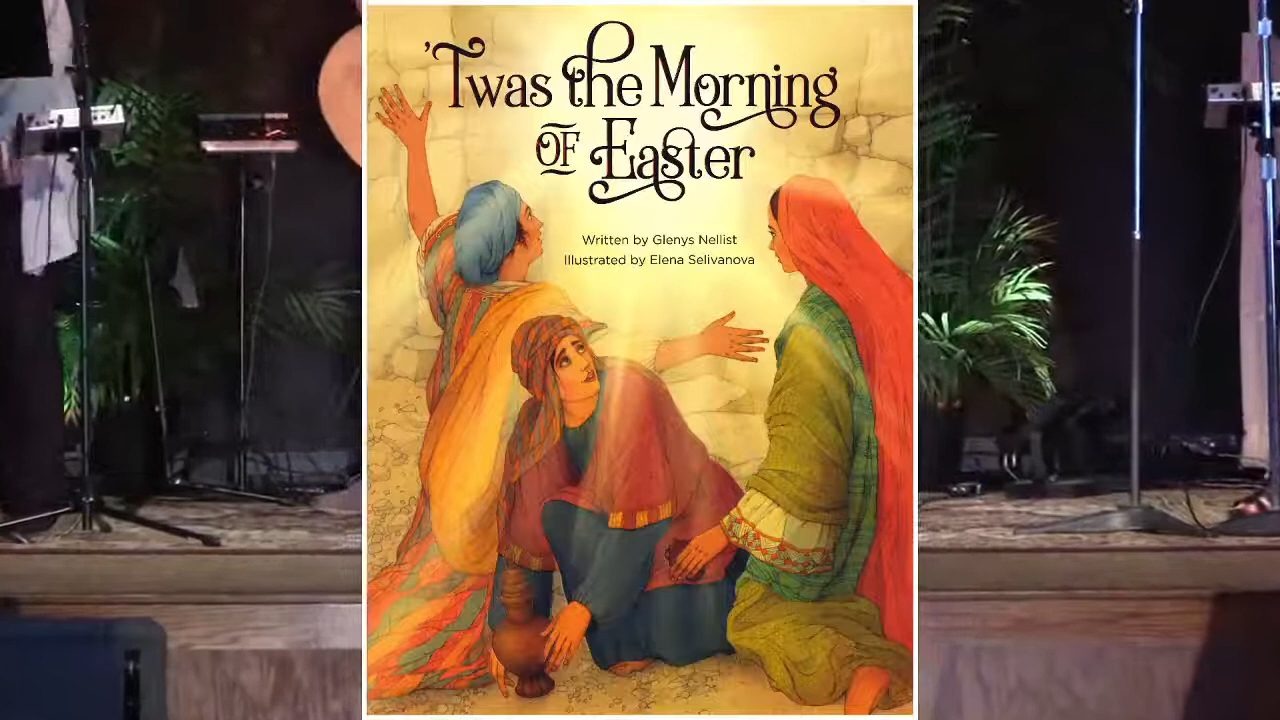 ’Twas the Morning
OF Easter
Written by Glenys Nellist
Illustrated by Elena Selivanova